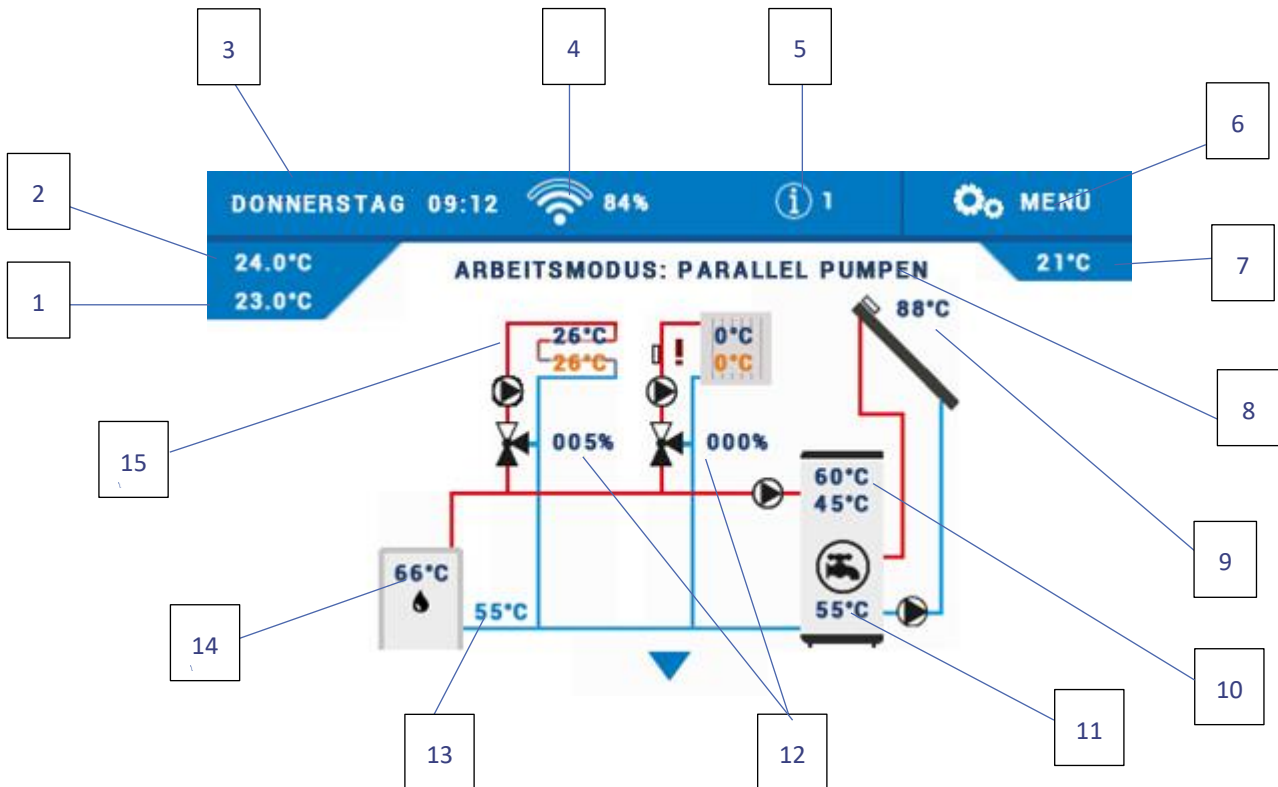 3
4
5
6
2
DONNERSTAG 09:12 84% i 1 MENÜ
24.0°C
ARBEITSMODUS: PARALLEL PUMPEN
21°C
7
1
23.0°C
88°C
26°C
0°C
26°C
!
0°C
8
15
\
005%
000%
60°C
45°C
9
66°C
55°C
55°C
14
\
10
13
12
11